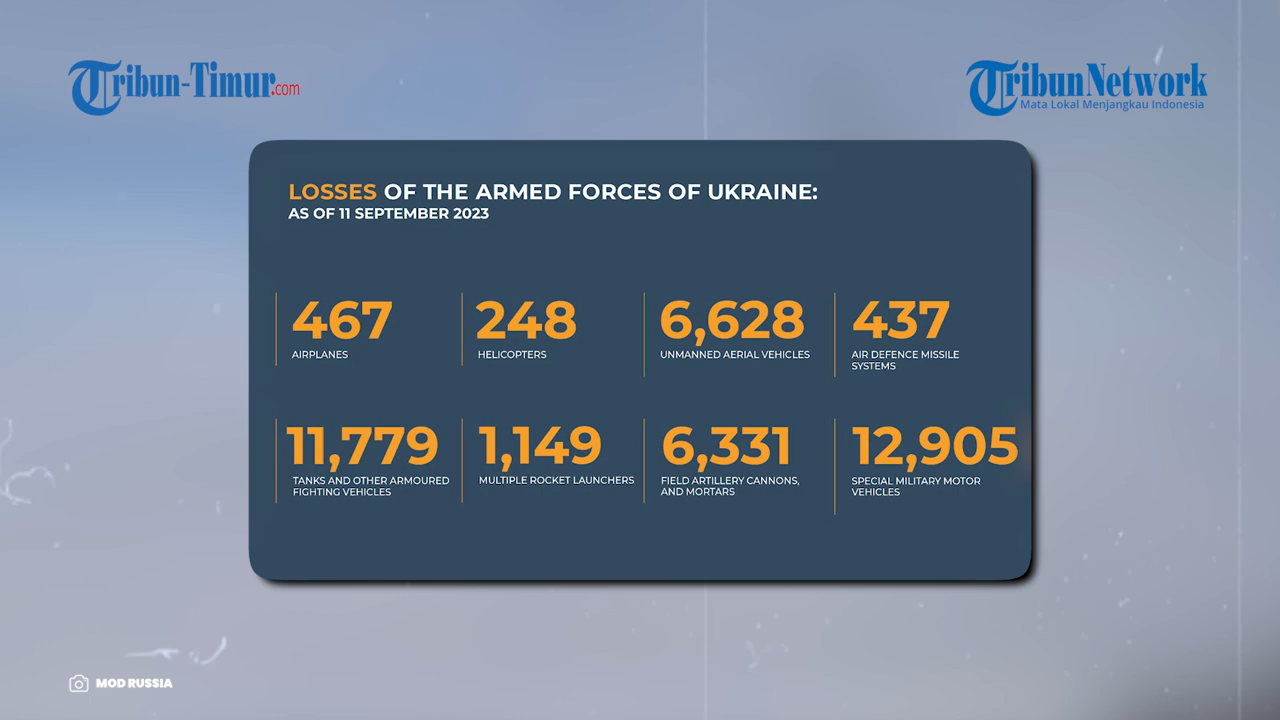 Tribun-Timur.com
TribunNetwork
Mata Lokal Menjangkau Indonesia
LOSSES OF THE ARMED FORCES OF UKRAINE:
AS OF 11 SEPTEMBER 2023
467
AIRPLANES
248
HELICOPTERS
6,628
UNMANNED AERIAL VEHICLES
437
AIR DEFENCE MISSILE
SYSTEMS
11,779
TANKS AND OTHER ARMOURED
FIGHTING VEHICLES
1,149
MULTIPLE ROCKET LAUNCHERS
6,331
FIELD ARTILLERY CANNONS,
AND MORTARS
12,905
SPECIAL MILITARY MOTOR
VEHICLES
MOD RUSSIA